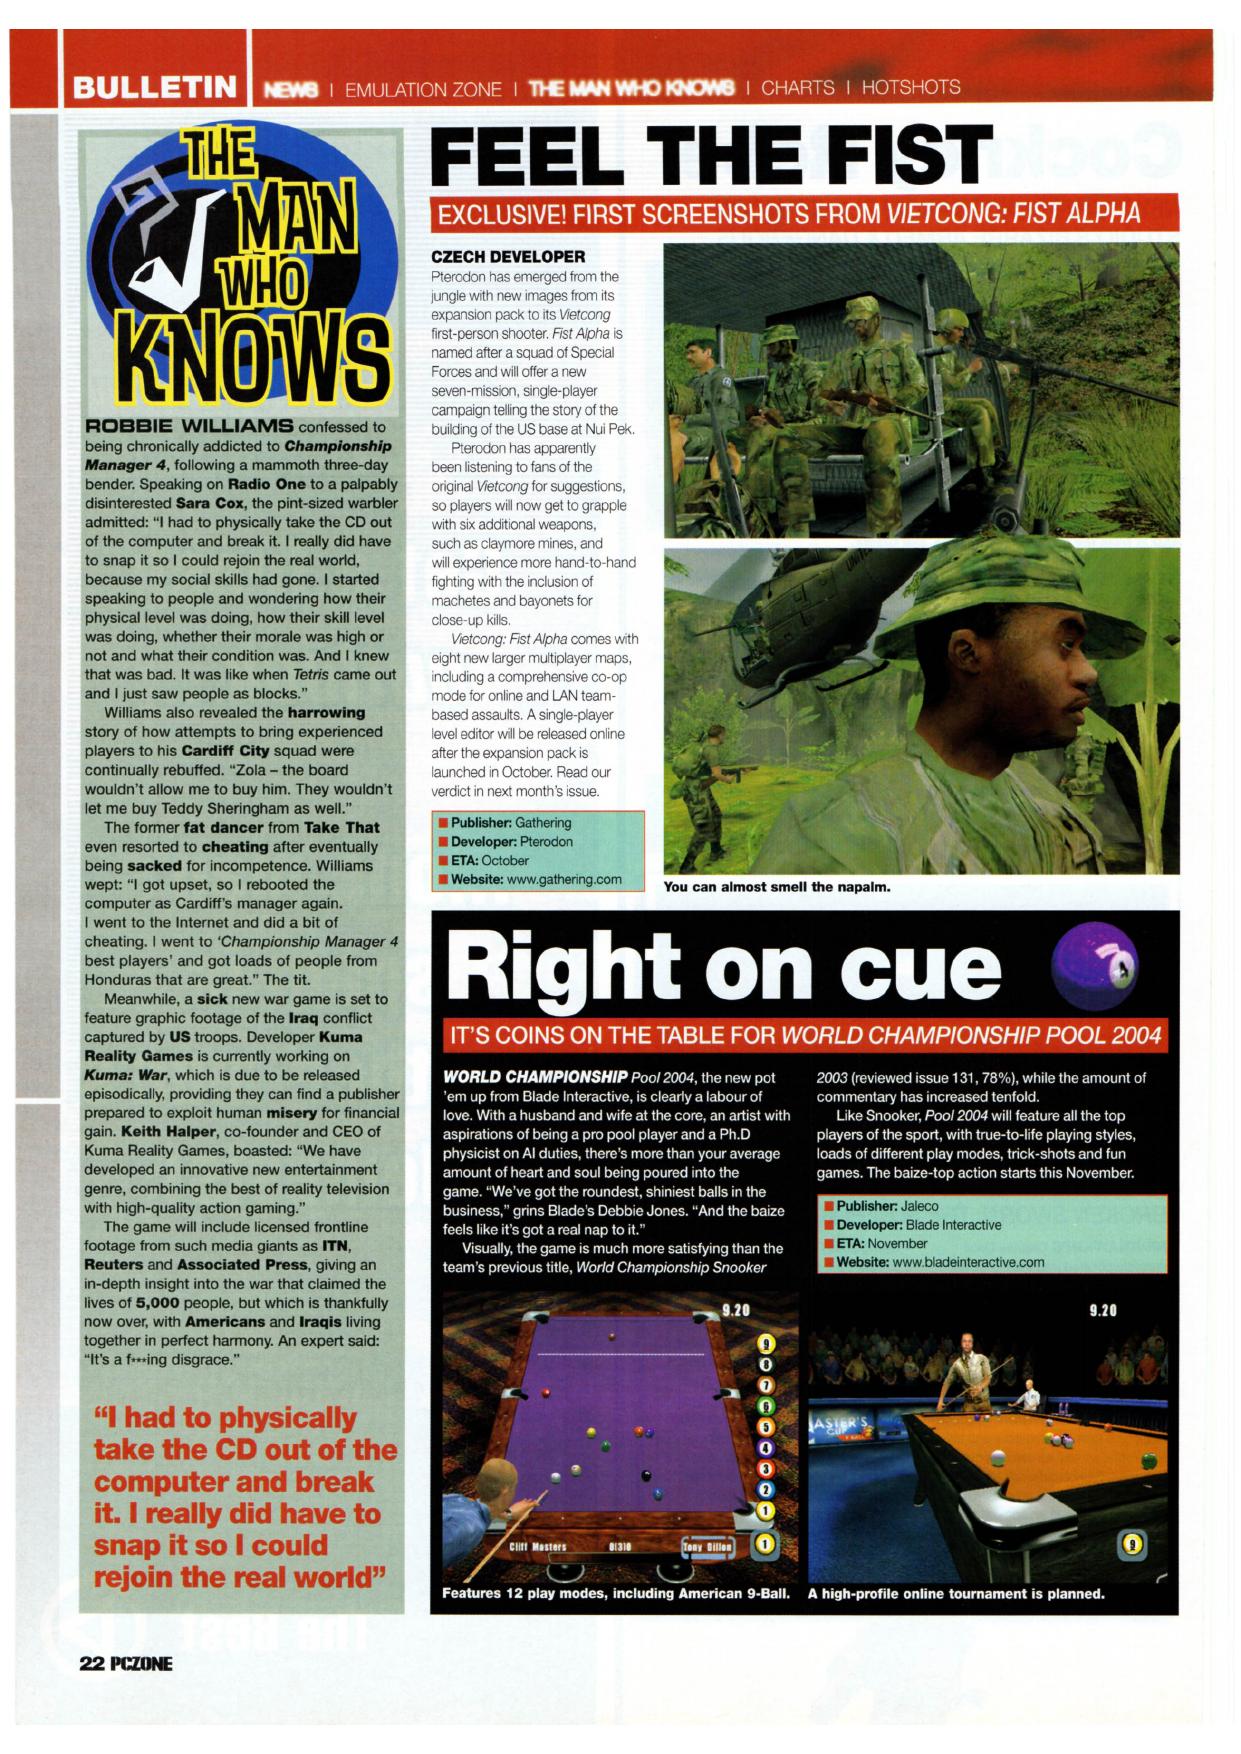 BULLETIN
NEWS | EMULATION ZONE | THE MAN WHO KNOWS | CHARTS | HOTSHOTS
THE
MAN
WHO
KNOWS
ROBBIE WILLIAMS confessed to
being chronically addicted to Championship
Manager 4, following a mammoth three-day
bender. Speaking on Radio One to a palpably
disinterested Sara Cox, the pint-sized warbler
admitted: “I had to physically take the CD out
of the computer and break it. I really did have
to snap it so I could rejoin the real world,
because my social skills had gone. I started
speaking to people and wondering how their
physical level was doing, how their skill level
was doing, whether their morale was high or
not and what their condition was. And I knew
that was bad. It was like when Tetris came out
and I just saw people as blocks.”
Williams also revealed the harrowing
story of how attempts to bring experienced
players to his Cardiff City squad were
continually rebuffed. “Zola – the board
wouldn’t allow me to buy him. They wouldn’t
let me buy Teddy Sheringham as well.”
The former fat dancer from Take That
even resorted to cheating after eventually
being sacked for incompetence. Williams
wept: “I got upset, so I rebooted the
computer as Cardiff’s manager again.
I went to the Internet and did a bit of
cheating. I went to ‘Championship Manager 4
best players’ and got loads of people from
Honduras that are great.” The tit.
Meanwhile, a sick new war game is set to
feature graphic footage of the Iraq conflict
captured by US troops. Developer Kuma
Reality Games is currently working on
Kuma: War, which is due to be released
episodically, providing they can find a publisher
prepared to exploit human misery for financial
gain. Keith Halper, co-founder and CEO of
Kuma Reality Games, boasted: “We have
developed an innovative new entertainment
genre, combining the best of reality television
with high-quality action gaming.”
The game will include licensed frontline
footage from such media giants as ITN,
Reuters and Associated Press, giving an
in-depth insight into the war that claimed the
lives of 5,000 people, but which is thankfully
now over, with Americans and Iraqis living
together in perfect harmony. An expert said:
“It’s a f***ing disgrace.”
“I had to physically
take the CD out of the
computer and break
it. I really did have to
snap it so I could
rejoin the real world”
FEEL THE FIST
EXCLUSIVE! FIRST SCREENSHOTS FROM VIETCONG: FIST ALPHA
CZECH DEVELOPER
Pterodon has emerged from the
jungle with new images from its
expansion pack to its Vietcong
first-person shooter. Fist Alpha is
named after a squad of Special
Forces and will offer a new
seven-mission, single-player
campaign telling the story of the
building of the US base at Nui Pek.
Pterodon has apparently
been listening to fans of the
original Vietcong for suggestions,
so players will now get to grapple
with six additional weapons,
such as claymore mines, and
will experience more hand-to-hand
fighting with the inclusion of
machetes and bayonets for
close-up kills.
Vietcong: Fist Alpha comes with
eight new larger multiplayer maps,
including a comprehensive co-op
mode for online and LAN team-
based assaults. A single-player
level editor will be released online
after the expansion pack is
launched in October. Read our
verdict in next month’s issue.
Publisher: Gathering
Developer: Pterodon
ETA: October
Website: www.gathering.com
You can almost smell the napalm.
Right on cue
IT’S COINS ON THE TABLE FOR WORLD CHAMPIONSHIP POOL 2004
WORLD CHAMPIONSHIP Pool 2004, the new pot
’em up from Blade Interactive, is clearly a labour of
love. With a husband and wife at the core, an artist with
aspirations of being a pro pool player and a Ph.D
physicist on AI duties, there’s more than your average
amount of heart and soul being poured into the
game. “We’ve got the roundest, shiniest balls in the
business,” grins Blade’s Debbie Jones. “And the baize
feels like it’s got a real nap to it.”
Visually, the game is much more satisfying than the
team’s previous title, World Championship Snooker
2003 (reviewed issue 131, 78%), while the amount of
commentary has increased tenfold.
Like Snooker, Pool 2004 will feature all the top
players of the sport, with true-to-life playing styles,
loads of different play modes, trick-shots and fun
games. The baize-top action starts this November.
Publisher: Jaleco
Developer: Blade Interactive
ETA: November
Website: www.bladeinteractive.com
9.20
9
8
7
6
5
4
3
2
1
1
Cliff Masters 0(3)0 Tony Dillon
Features 12 play modes, including American 9-Ball.
9.20
MASTER'S
CUP
9
A high-profile online tournament is planned.
22 PCZONE